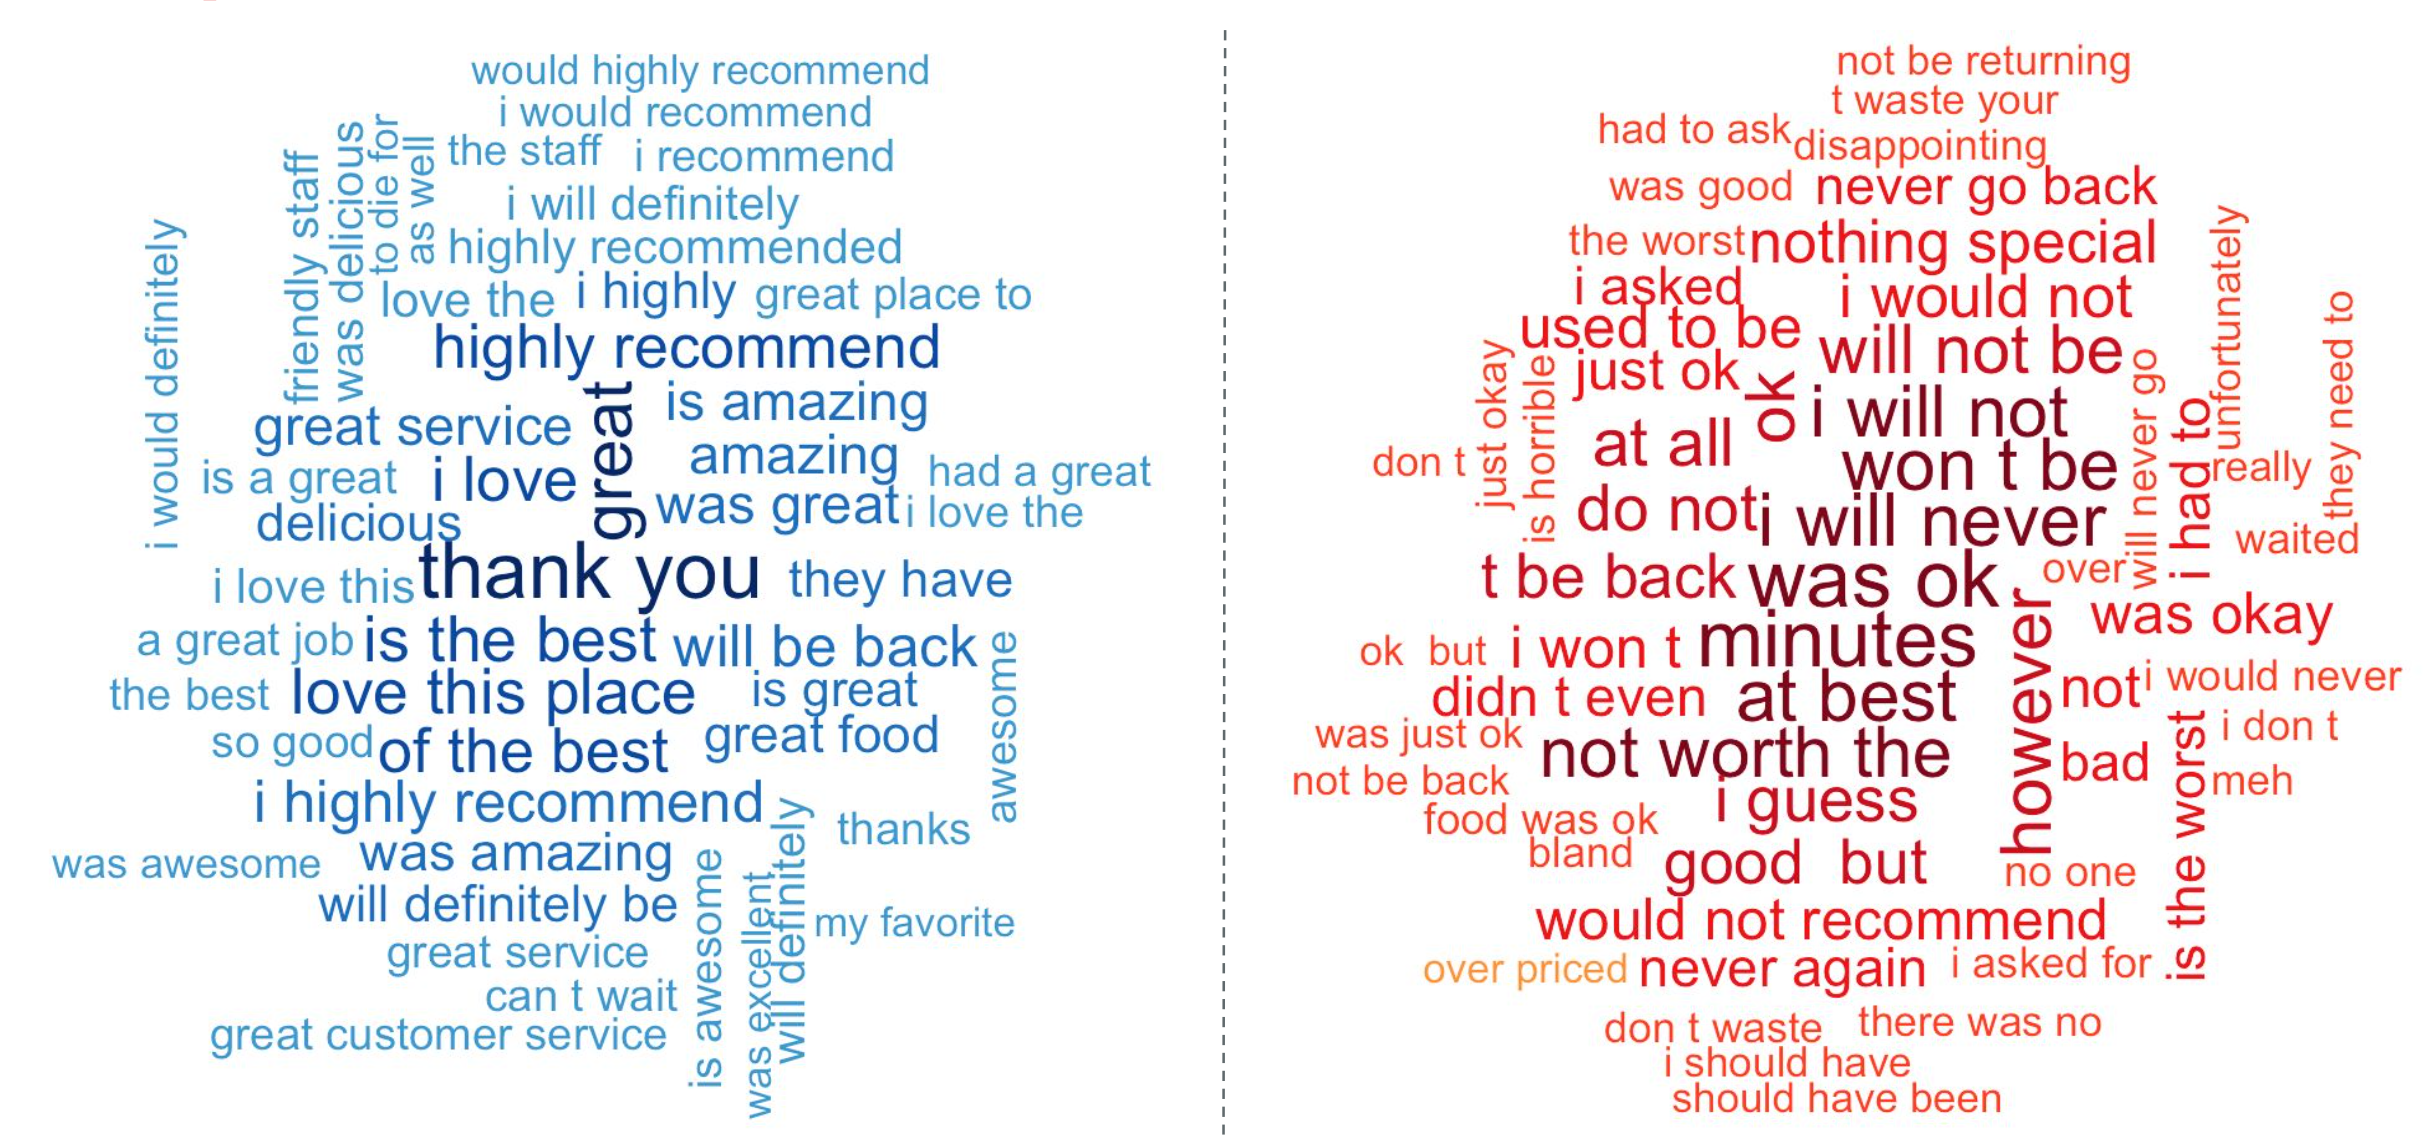 would highly recommend
i would recommend
the staff
i recommend
i will definitely
highly recommended
love the
i highly
great place to
i would definitely
friendly staff
was delicious
to die for
as well
highly recommend
great
is amazing
great service
amazing
had a great
is a great
i love
was great
i love the
delicious
thank you
they have
i love this
a great job
is the best
will be back
awesome
the best
love this place
is great
so good
of the best
great food
i highly recommend
thanks
was awesome
was amazing
will definitely be
is awesome
was excellent
will definitely
my favorite
great service
can t wait
great customer service
not be returning
t waste your
had to ask
disappointing
was good
never go back
the worst
nothing special
i asked
i would not
used to be
will not be
just ok
ok
i will not
just okay
is horrible
at all
don t
won t be
will never go
i had to
unfortunately
really
they need to
do not
i will never
waited
t be back
was ok
over
however
was okay
ok but
i won t
minutes
not
i would never
didn t even
at best
was just ok
not worth the
i don t
bad
is the worst
meh
not be back
i guess
food was ok
bland
good but
no one
would not recommend
over priced
never again
i asked for
don t waste
there was no
i should have
should have been